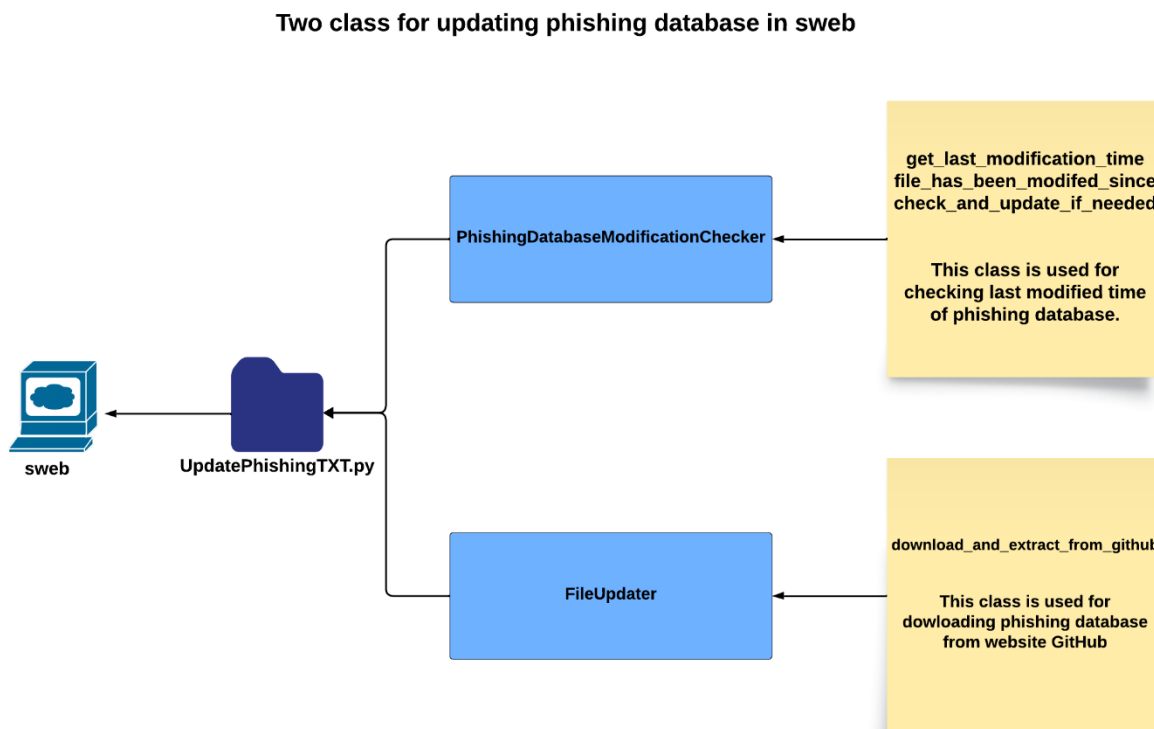 Two class for updating phishing database in sweb
get_last_modification_time
file_has_been_modifed_since
check_and_update_if_needed
PhishingDatabaseModificationChecker
This class is used for
checking last modified time
of phishing database.
sweb
UpdatePhishingTXT.py
download_and_extract_from_github
FileUpdater
This class is used for
dowloading phishing database
from website GitHub